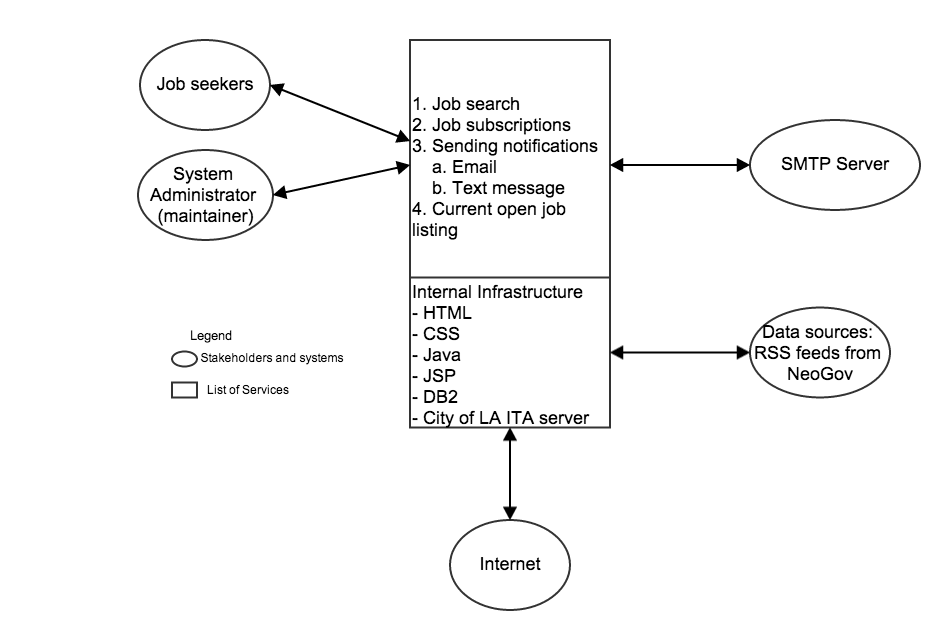 Job seekers
System
Administrator
(maintainer)
1. Job search
2. Job subscriptions
3. Sending notifications
a. Email
b. Text message
4. Current open job
listing
SMTP Server
Internal Infrastructure
- HTML
- CSS
- Java
- JSP
- DB2
- City of LA ITA server
Data sources:
RSS feeds from
NeoGov
Legend
Stakeholders and systems
List of Services
Internet